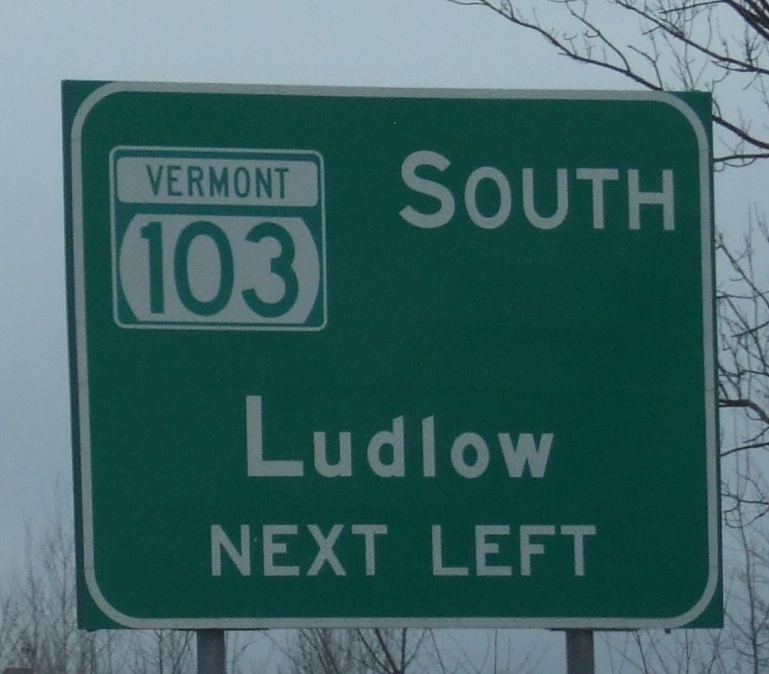 VERMONT
103
SOUTH
Ludlow
NEXT LEFT